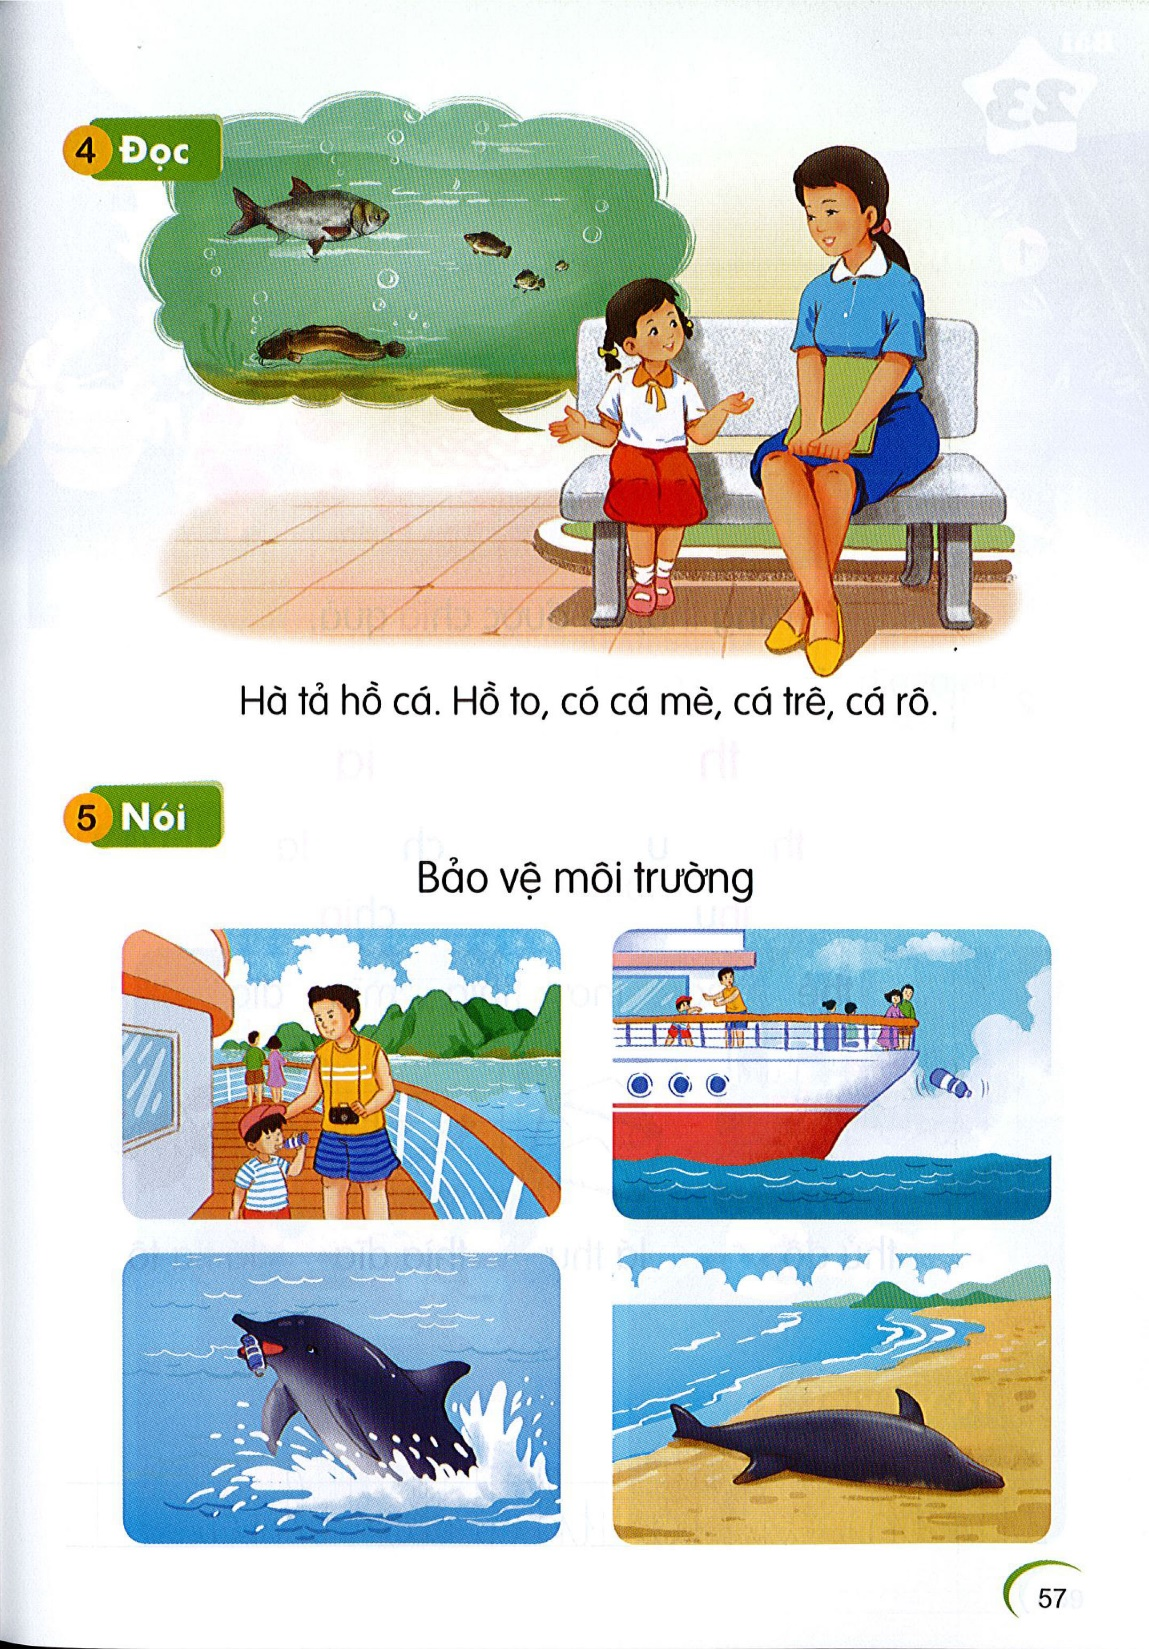 4 Đọc
Hà tả hồ cá. Hồ to, có cá mè, cá trê, cá rô.
5 Nói
Bảo vệ môi trường
57